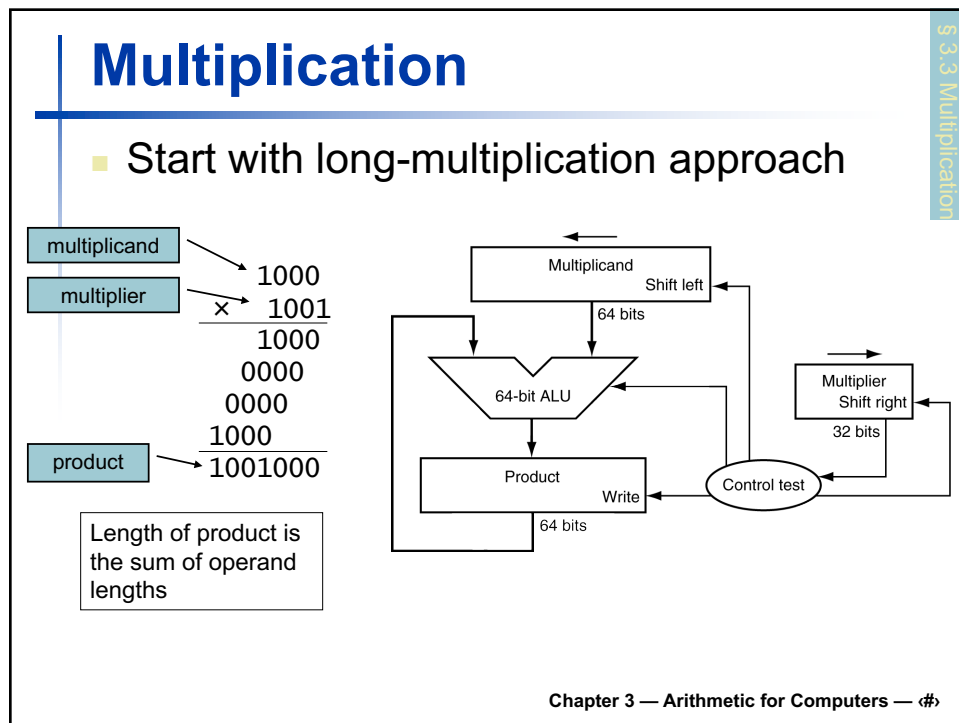 Multiplication
§ 3.3 Multiplication
Start with long-multiplication approach
multiplicand
multiplier
product
1000
× 1001
1000
0000
0000
1000
1001000
Length of product is
the sum of operand
lengths
Multiplicand
Shift left
64 bits
64-bit ALU
Multiplier
Shift right
32 bits
Product
Write
Control test
64 bits
Chapter 3 — Arithmetic for Computers — ‹#›